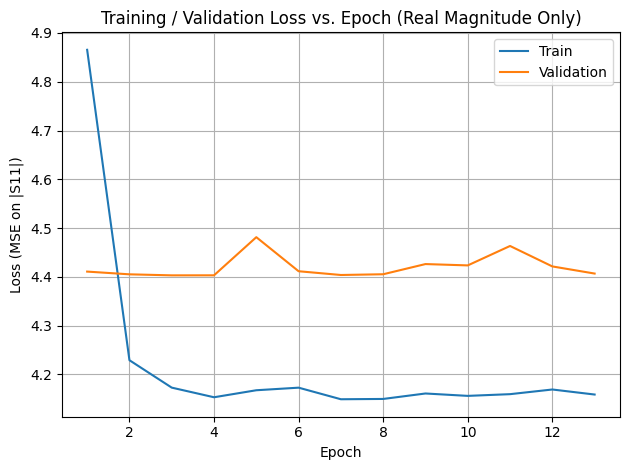 Training / Validation Loss vs. Epoch (Real Magnitude Only)
Train
Validation
Loss (MSE on |S11|)
4.9
4.8
4.7
4.6
4.5
4.4
4.3
4.2
2 4 6 8 10 12
Epoch